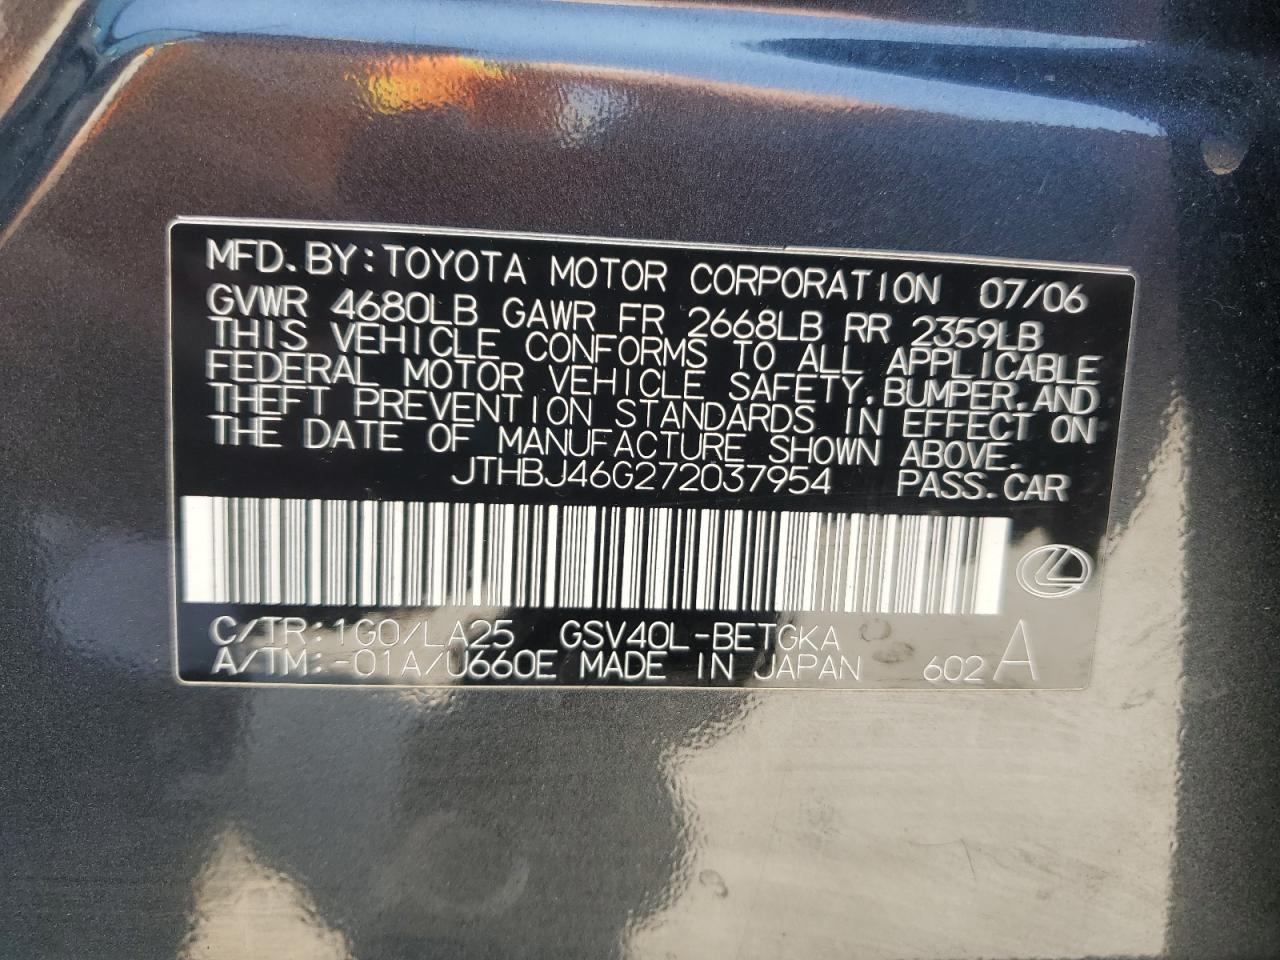 MFD.BY:TOYOTA MOTOR CORPORATION 07/06
GVWR 4680LB GAWR FR 2668LB RR 2359LB
THIS VEHICLE CONFORMS TO ALL APPLICABLE
FEDERAL MOTOR VEHICLE SAFETY,BUMPER,AND
THEFT PREVENTION STANDARDS IN EFFECT ON
THE DATE OF MANUFACTURE SHOWN ABOVE.
JTHBJ46G272037954 PASS.CAR
C/TR:1G0/LA25 GSV40L-BETGKA
A/TM:-01A/U660E MADE IN JAPAN 602 A